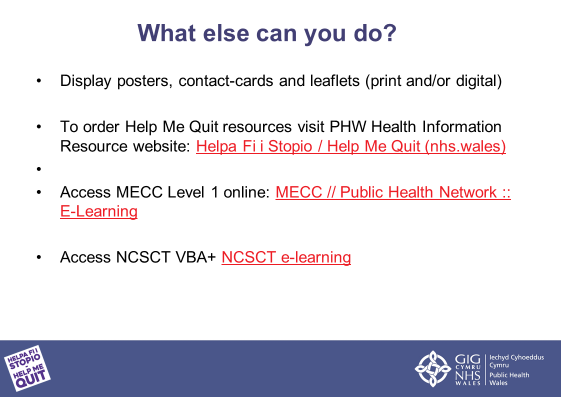 What else can you do?
• Display posters, contact-cards and leaflets (print and/or digital)
• To order Help Me Quit resources visit PHW Health Information
Resource website: Helpa Fi i Stopio / Help Me Quit (nhs.wales)
•
• Access MECC Level 1 online: MECC // Public Health Network ::
E-Learning
• Access NCSCT VBA+ NCSCT e-learning
HELPA FI I
STOPIO
HELP ME
QUIT
GIG
CYMRU
NHS
WALES
Iechyd Cyhoeddus
Cymru
Public Health
Wales